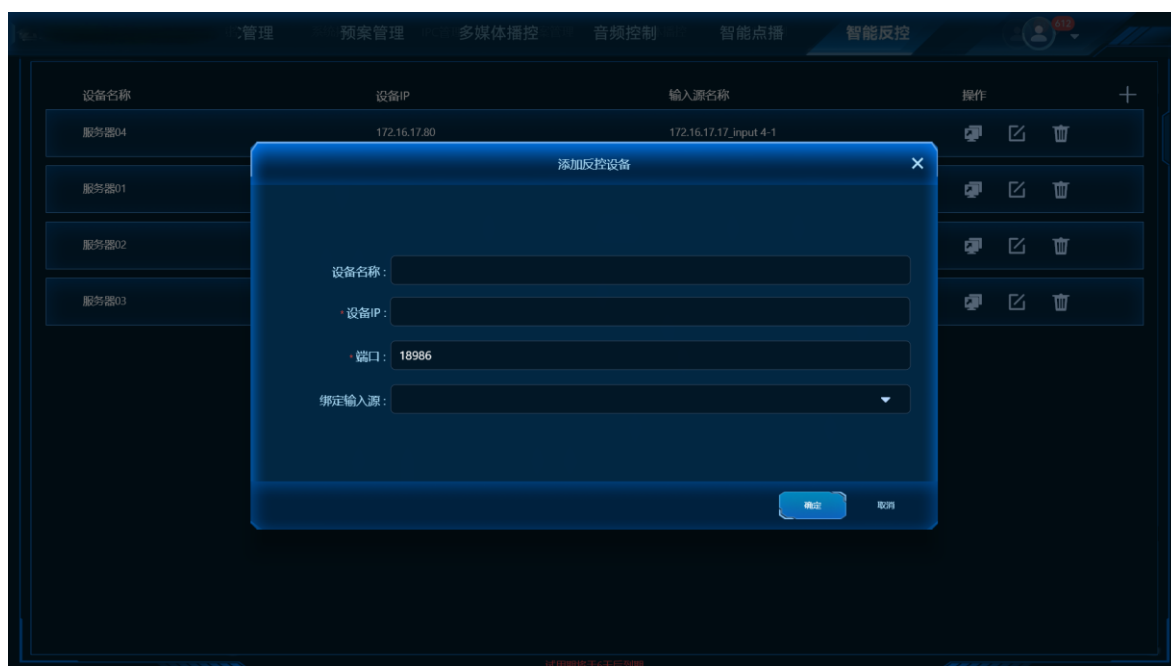 管理 预案管理 多媒体播控 音频控制 智能点播 智能反控 612
设备名称 设备IP 输入源名称 操作
服务器04 172.16.17.80 172.16.17.17_input 4-1
添加反控设备
服务器01
服务器02
设备名称 :
服务器03
*设备IP :
*端口 : 18986
绑定输入源 :
确定 取消